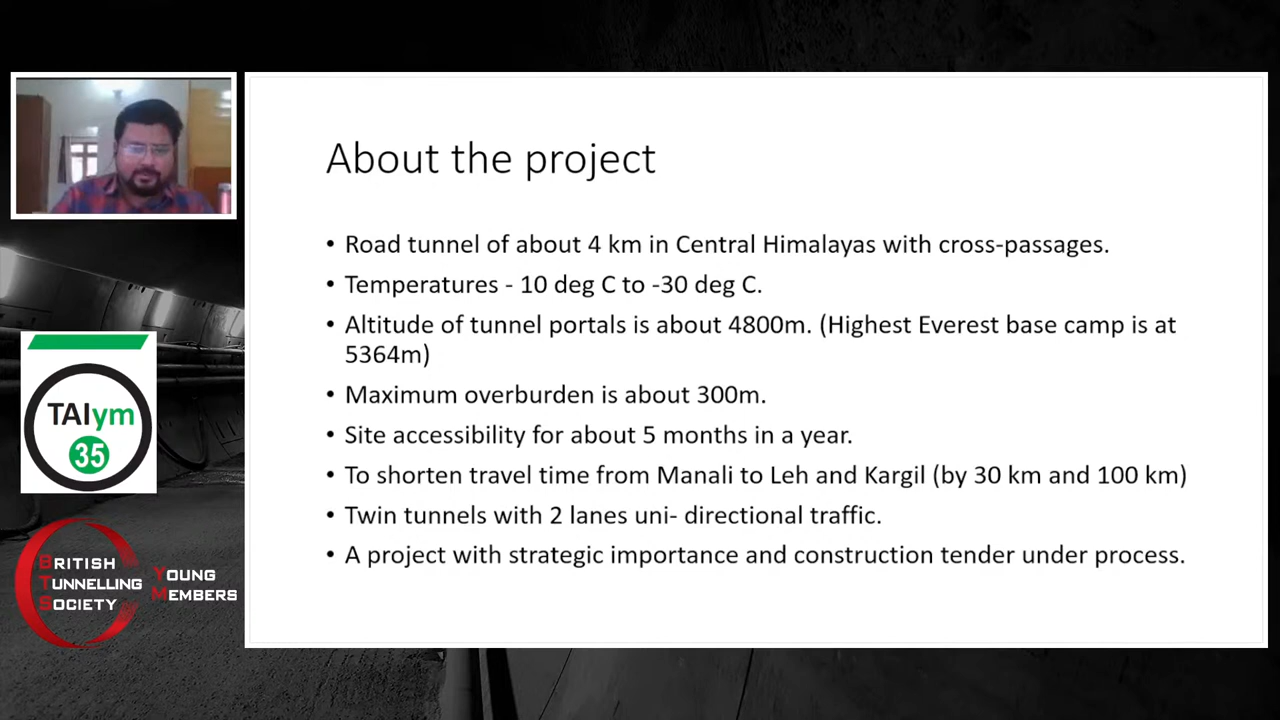 About the project
• Road tunnel of about 4 km in Central Himalayas with cross-passages.
• Temperatures - 10 deg C to -30 deg C.
• Altitude of tunnel portals is about 4800m. (Highest Everest base camp is at
5364m)
• Maximum overburden is about 300m.
• Site accessibility for about 5 months in a year.
• To shorten travel time from Manali to Leh and Kargil (by 30 km and 100 km)
• Twin tunnels with 2 lanes uni- directional traffic.
• A project with strategic importance and construction tender under process.
TAIym
35
BRITISH
TUNNELLING
SOCIETY
YOUNG
MEMBERS